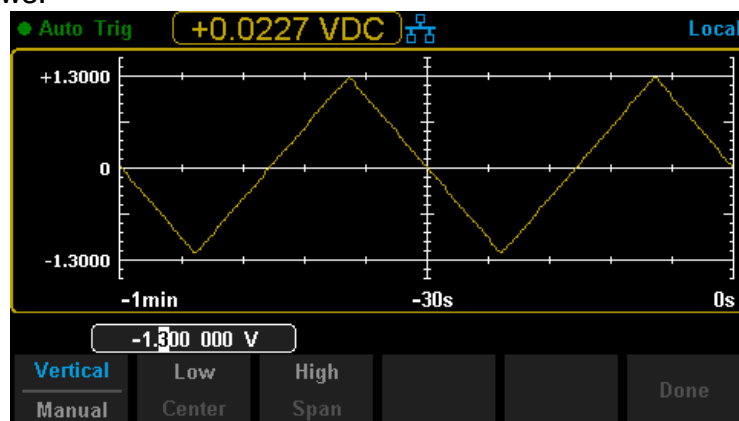 Auto Trig +0.0227 VDC Local
+1.3000
0
-1.3000
-1min -30s 0s
-1.300 000 V
Vertical Low High
Manual Center Span Done